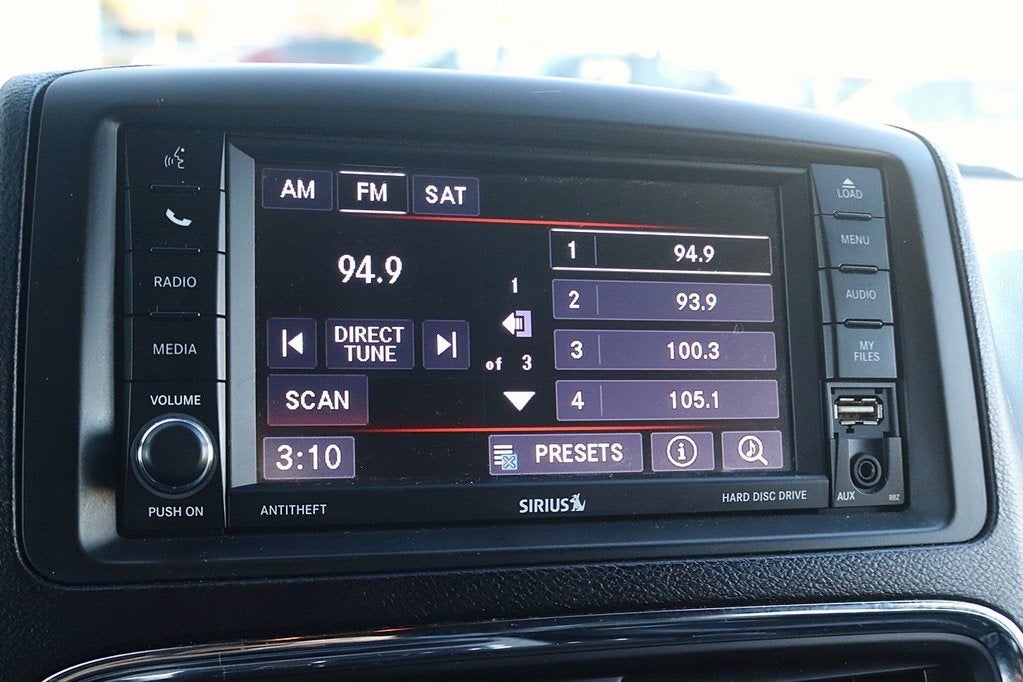 AM FM SAT
94.9
DIRECT
TUNE
SCAN
3:10
1
of 3
1 94.9
2 93.9
3 100.3
4 105.1
PRESETS
i
RADIO
MEDIA
VOLUME
PUSH ON
LOAD
MENU
AUDIO
MY
FILES
AUX RBZ
ANTITHEFT
SIRIUS
HARD DISC DRIVE